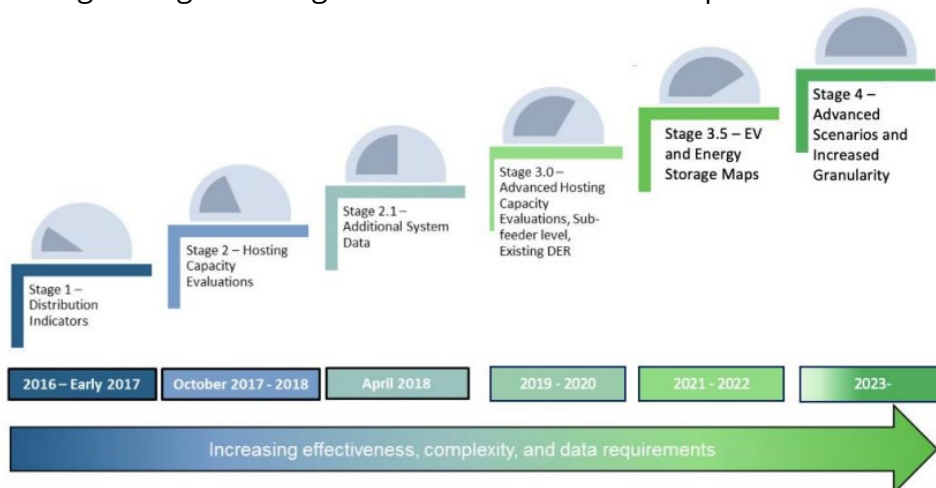 Stage 4 –
Advanced
Scenarios and
Increased
Granularity
Stage 3.5 – EV
and Energy
Storage Maps
Stage 3.0 –
Advanced Hosting
Capacity
Evaluations, Sub-
feeder level,
Existing DER
Stage 2.1 –
Additional System
Data
Stage 2 – Hosting
Capacity
Evaluations
Stage 1 –
Distribution
Indicators
2016 – Early 2017
October 2017 - 2018
April 2018
2019 - 2020
2021 - 2022
2023-
Increasing effectiveness, complexity, and data requirements